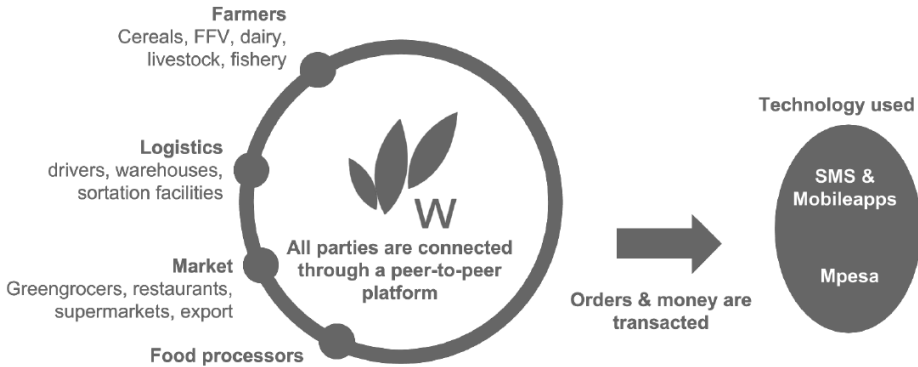 Farmers
Cereals, FFV, dairy,
livestock, fishery
Logistics
drivers, warehouses,
sortation facilities
Market
Greengrocers, restaurants,
supermarkets, export
Food processors
W
All parties are connected
through a peer-to-peer
platform
Orders & money are
transacted
Technology used
SMS &
Mobileapps
Mpesa